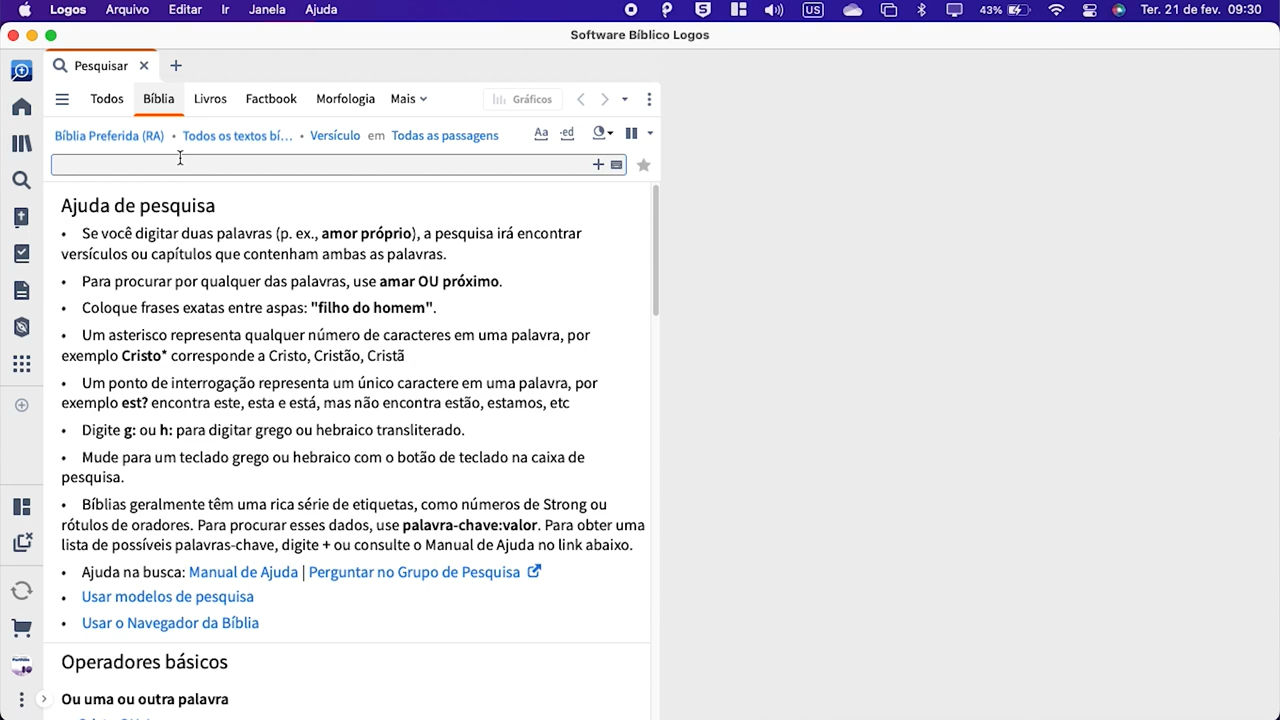 Logos Arquivo Editar Ir Janela Ajuda US 43% Ter. 21 de fev. 09:30
Software Bíblico Logos
Pesquisar
Todos Bíblia Livros Factbook Morfologia Mais Gráficos
Bíblia Preferida (RA) • Todos os textos bí… • Versículo em Todas as passagens Aa ·ed
Ajuda de pesquisa
• Se você digitar duas palavras (p. ex., amor próprio), a pesquisa irá encontrar
versículos ou capítulos que contenham ambas as palavras.
• Para procurar por qualquer das palavras, use amar OU próximo.
• Coloque frases exatas entre aspas: "filho do homem".
• Um asterisco representa qualquer número de caracteres em uma palavra, por
exemplo Cristo* corresponde a Cristo, Cristão, Cristã
• Um ponto de interrogação representa um único caractere em uma palavra, por
exemplo est? encontra este, esta e está, mas não encontra estão, estamos, etc
• Digite g: ou h: para digitar grego ou hebraico transliterado.
• Mude para um teclado grego ou hebraico com o botão de teclado na caixa de
pesquisa.
• Bíblias geralmente têm uma rica série de etiquetas, como números de Strong ou
rótulos de oradores. Para procurar esses dados, use palavra-chave:valor. Para obter uma
lista de possíveis palavras-chave, digite + ou consulte o Manual de Ajuda no link abaixo.
• Ajuda na busca: Manual de Ajuda | Perguntar no Grupo de Pesquisa
• Usar modelos de pesquisa
• Usar o Navegador da Bíblia
Operadores básicos
Ou uma ou outra palavra